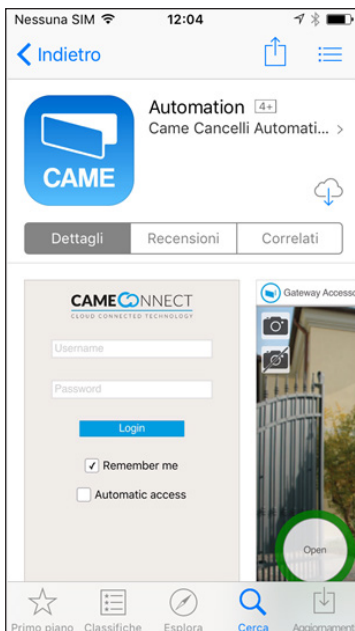 Nessuna SIM 12:04
Indietro
Automation 4+
Came Cancelli Automati... >
CAME
Dettagli Recensioni Correlati
CAMECONNECT
CLOUD CONNECTED TECHNOLOGY
Username
Password
Login
Remember me
Automatic access
Gateway Accesso
Open
Primo piano Classifiche Esplora Cerca Aggiornament